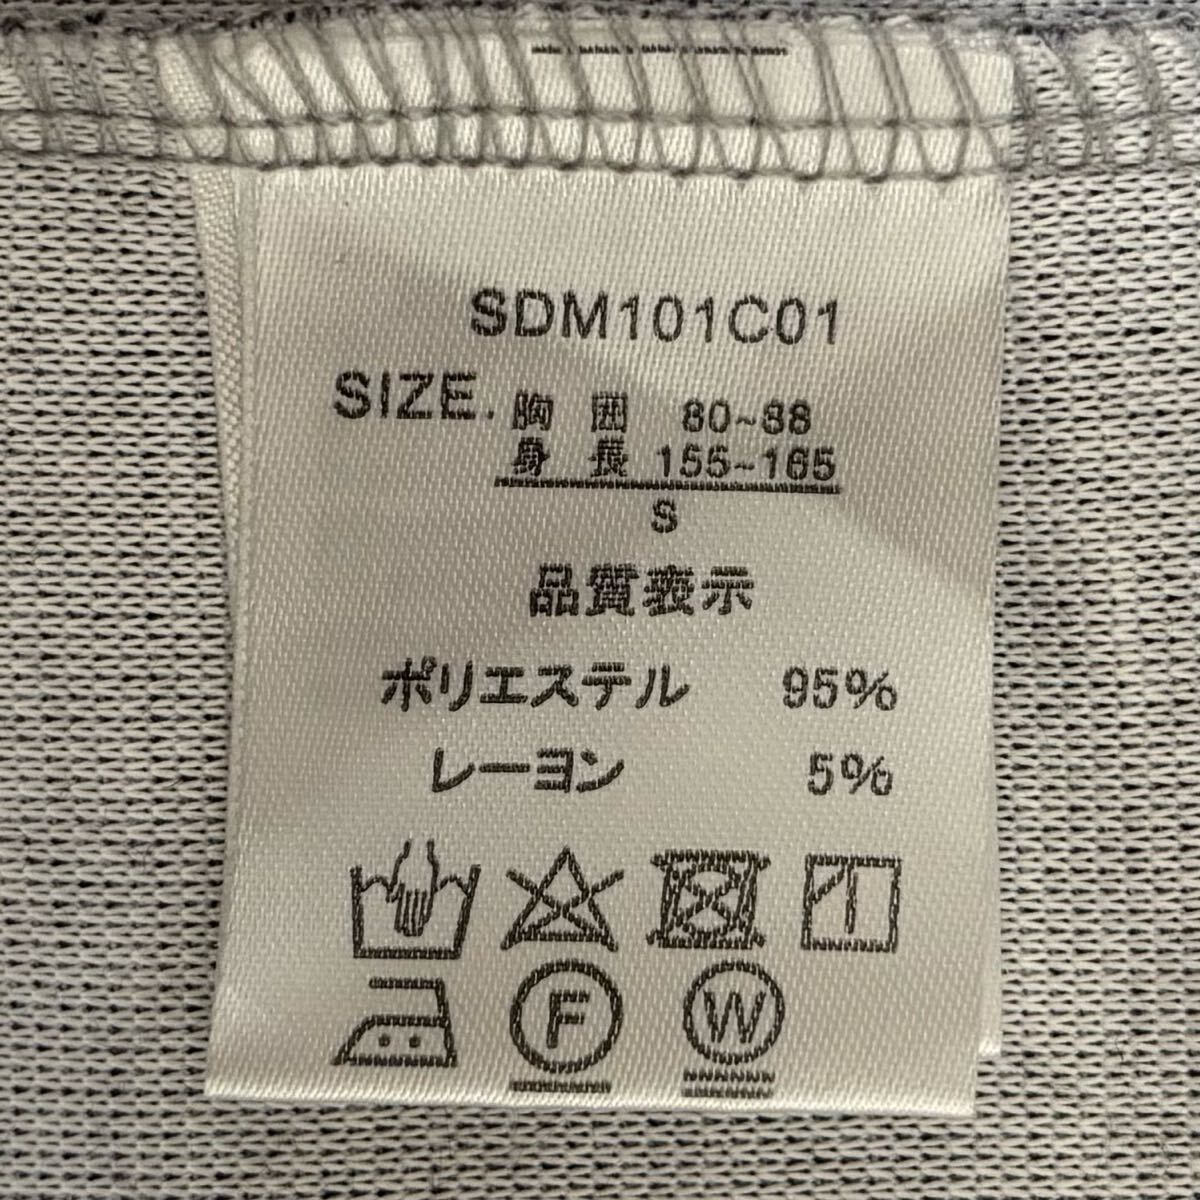 SDM101C01
SIZE. 胸囲 80~88
身長 155~165
S
品質表示
ポリエステル 95%
レーヨン 5%
F
W